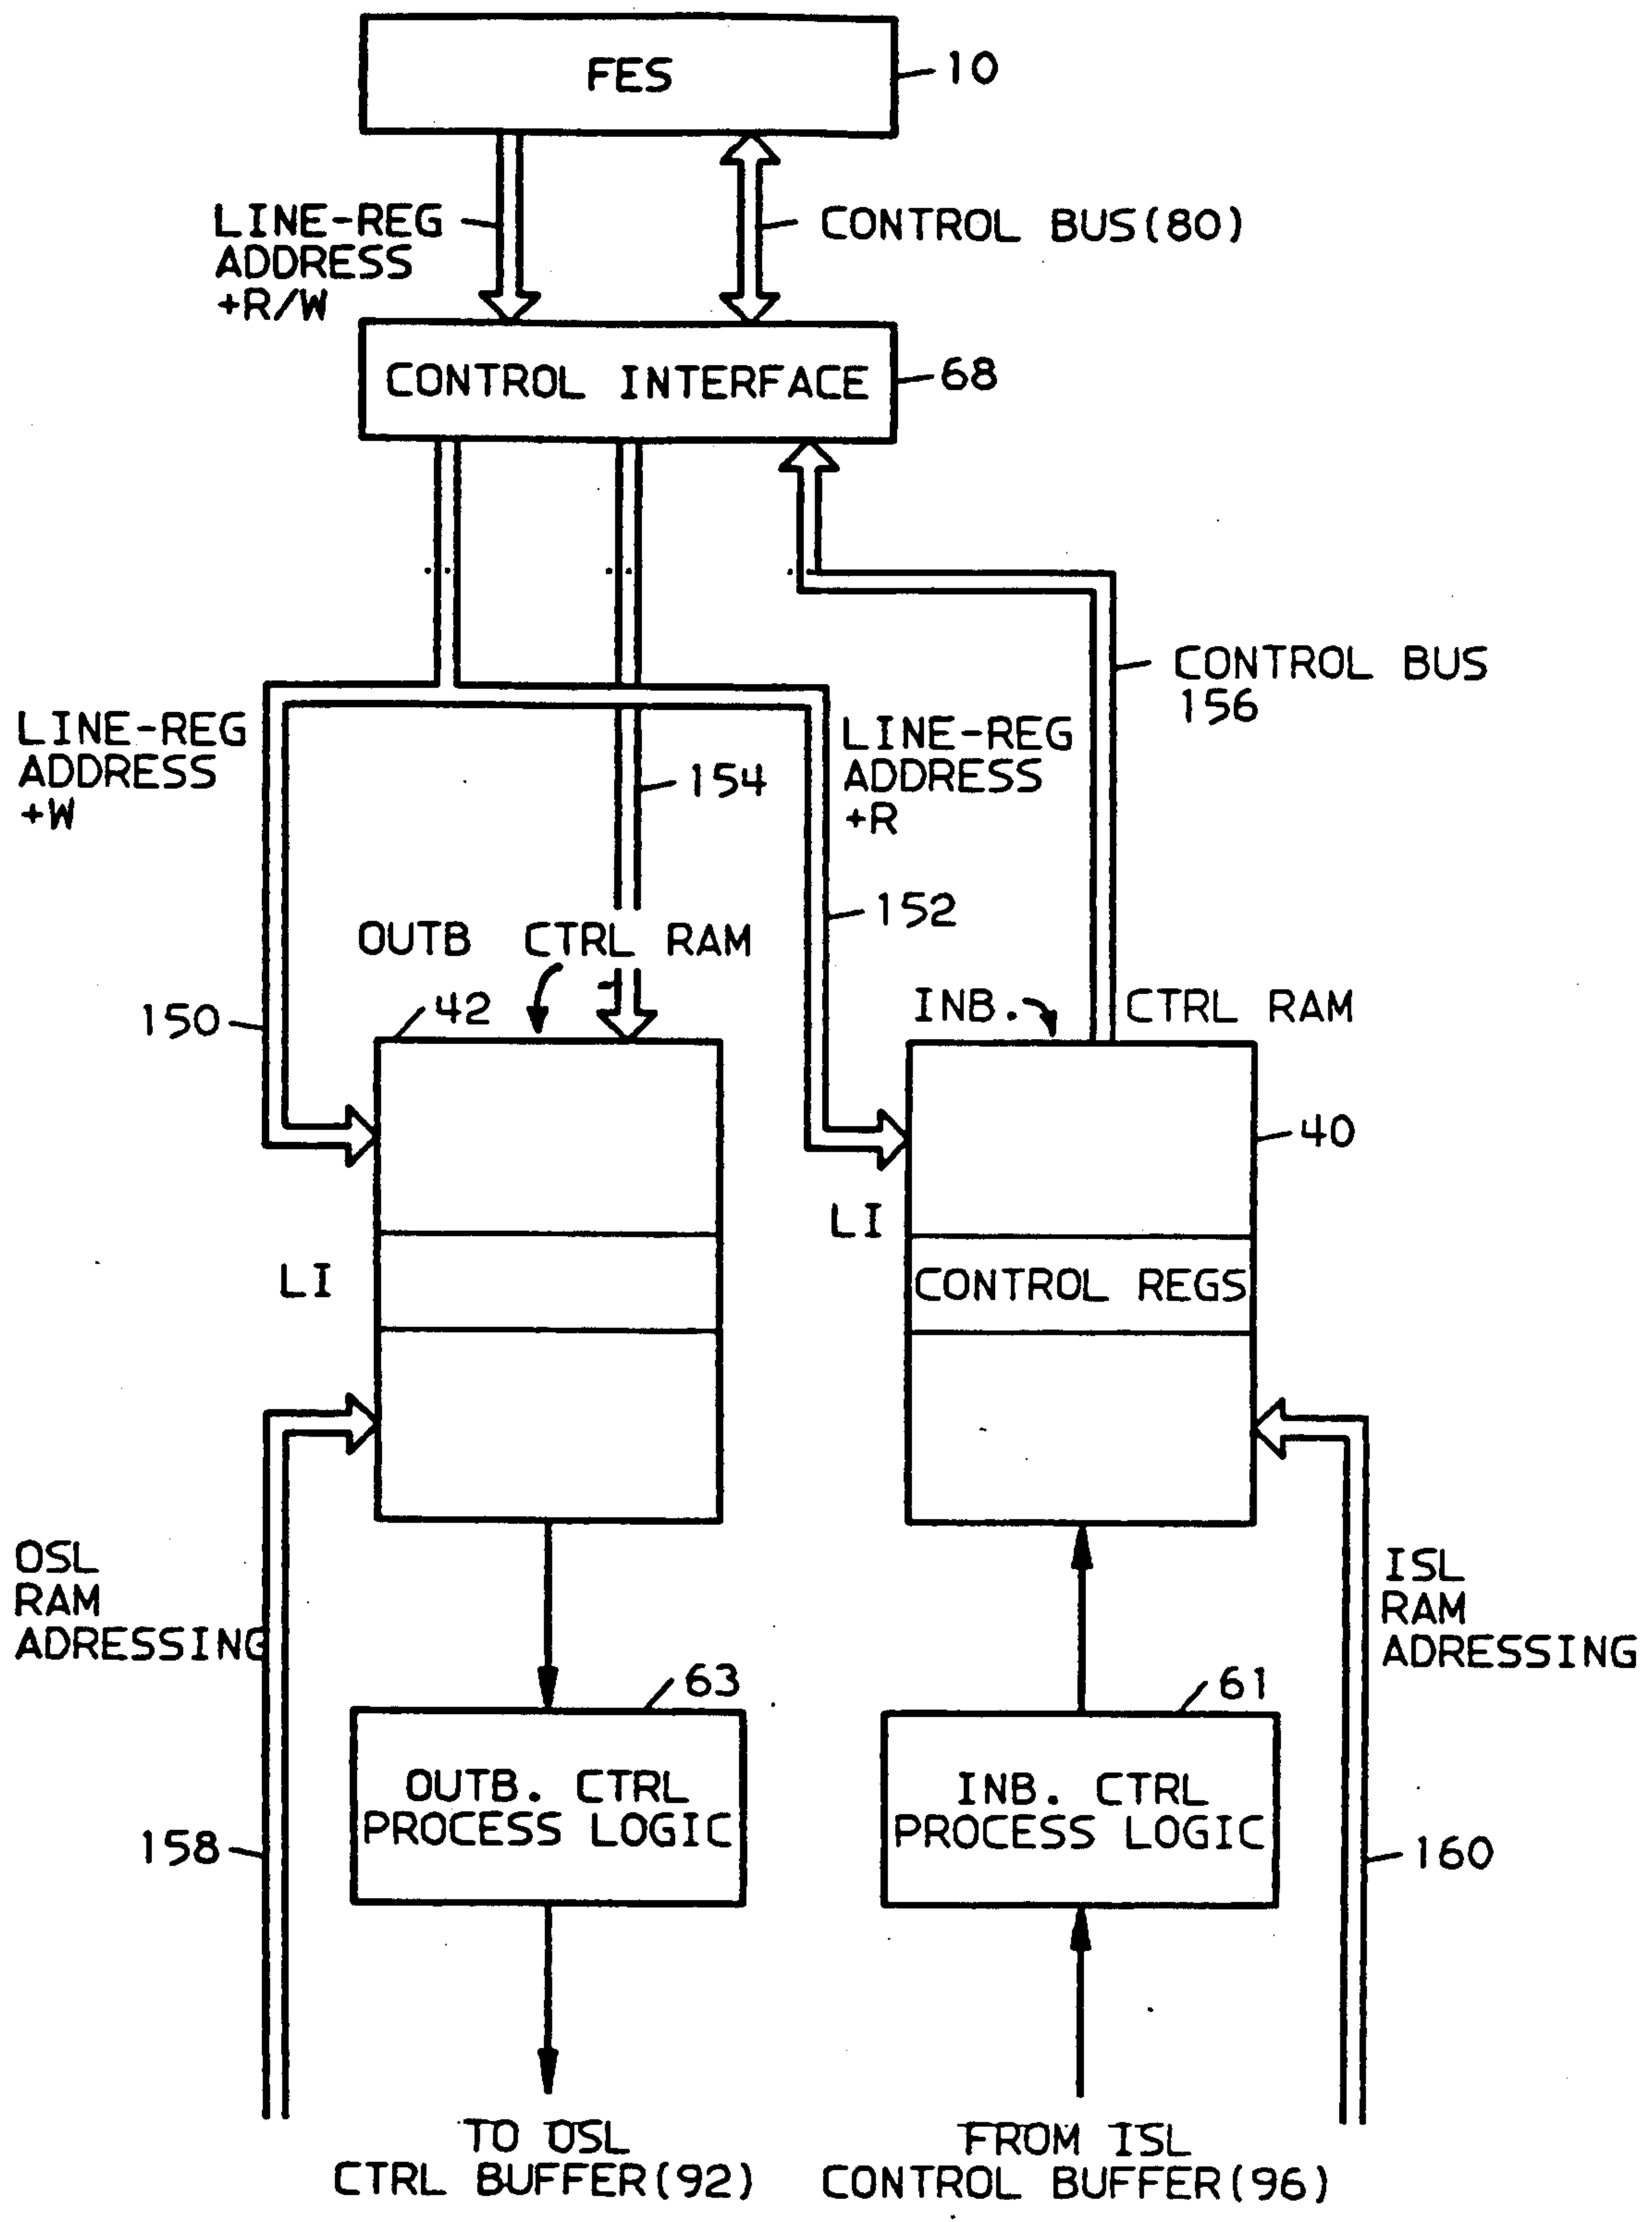 FES
10
LINE-REG
ADDRESS
+R/W
CONTROL BUS(80)
CONTROL INTERFACE
68
CONTROL BUS
156
LINE-REG
ADDRESS
+W
154
LINE-REG
ADDRESS
+R
152
OUTB CTRL RAM
150
42
INB. CTRL RAM
40
LI
LI
CONTROL REGS
OSL
RAM
ADRESSING
ISL
RAM
ADRESSING
63
61
OUTB. CTRL
PROCESS LOGIC
INB. CTRL
PROCESS LOGIC
158
160
TO OSL
CTRL BUFFER(92)
FROM ISL
CONTROL BUFFER(96)